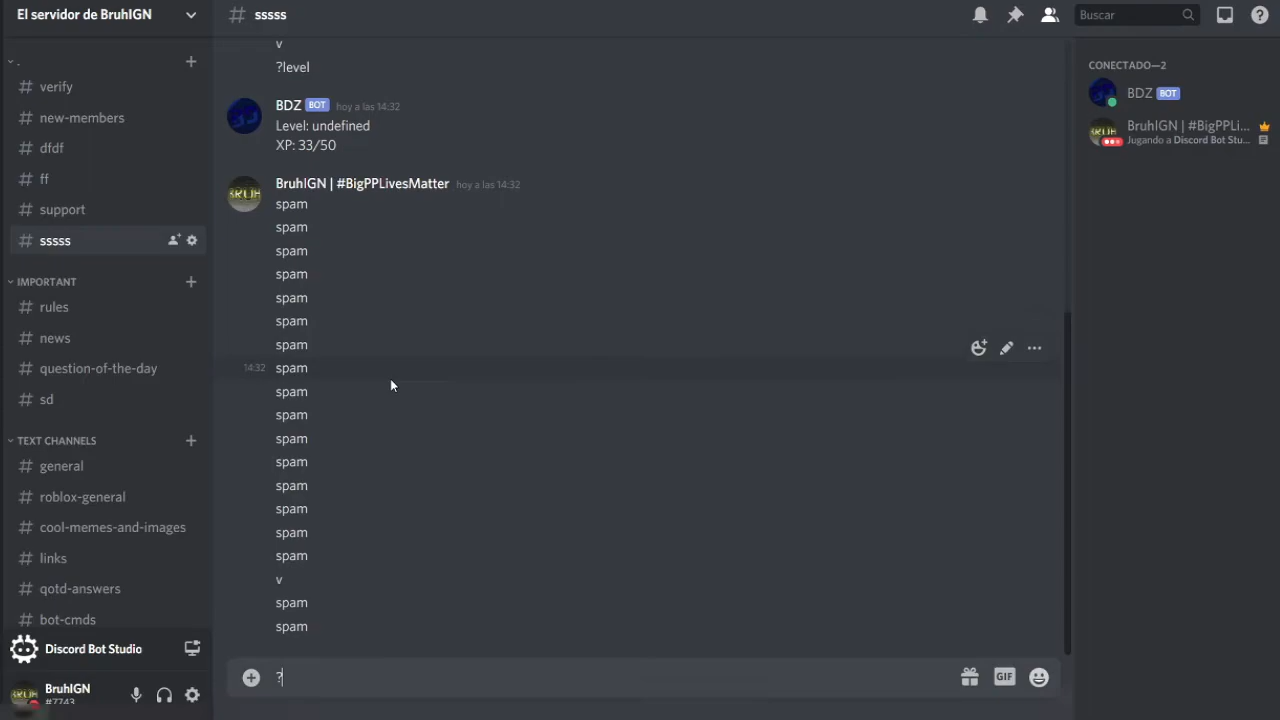 El servidor de BruhIGN
.
verify
new-members
dfdf
ff
support
sssss
IMPORTANT
rules
news
question-of-the-day
sd
TEXT CHANNELS
general
roblox-general
cool-memes-and-images
links
qotd-answers
bot-cmds
Discord Bot Studio
BruhIGN
#7743
# sssss
Buscar
v
?level
BDZ BOT hoy a las 14:32
Level: undefined
XP: 33/50
BruhIGN | #BigPPLivesMatter hoy a las 14:32
spam
spam
spam
spam
spam
spam
spam
14:32 spam
spam
spam
spam
spam
spam
spam
spam
spam
v
spam
spam
?
GIF
CONECTADO—2
BDZ BOT
BruhIGN | #BigPPLi...
Jugando a Discord Bot Stu...